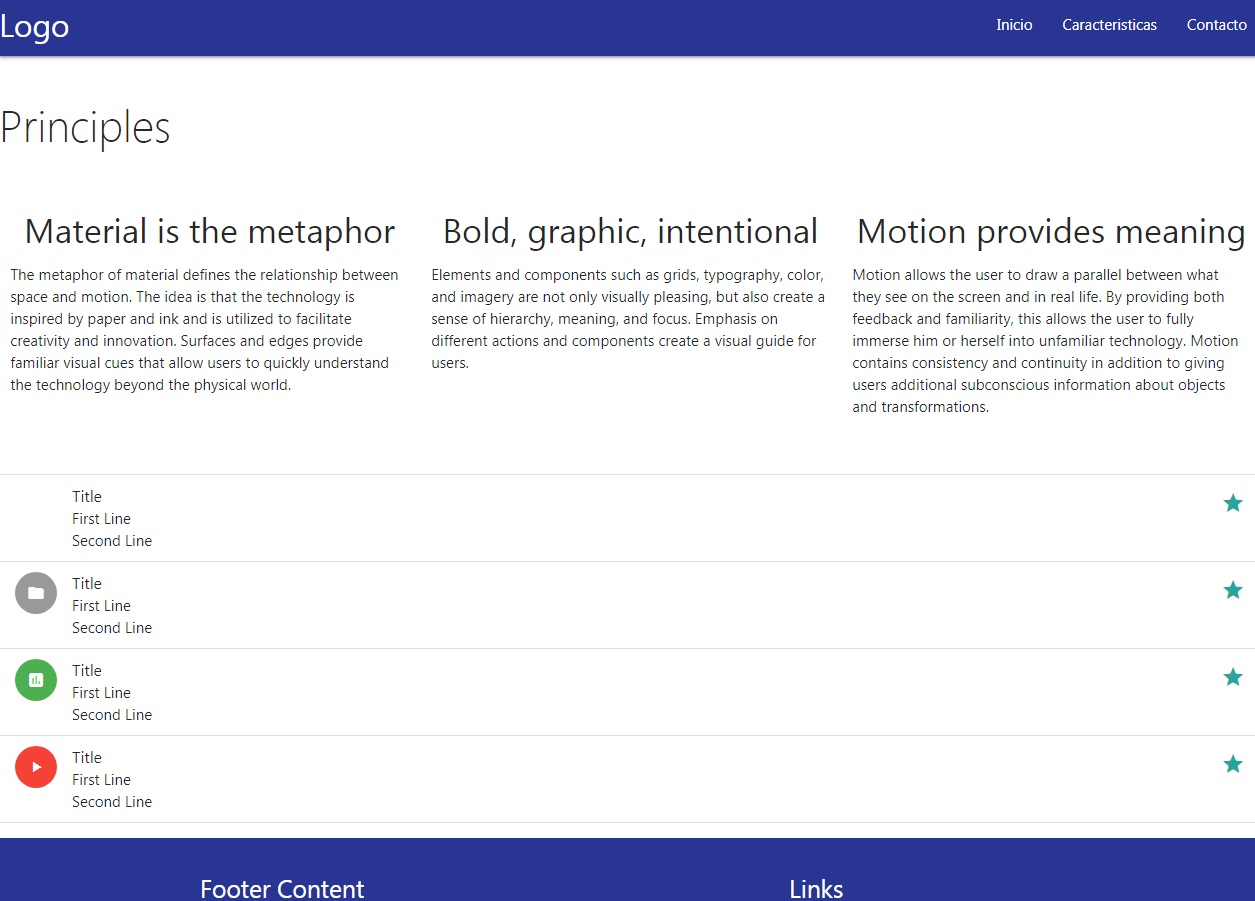 Logo
Inicio Caracteristicas Contacto
Principles
Material is the metaphor
The metaphor of material defines the relationship between
space and motion. The idea is that the technology is
inspired by paper and ink and is utilized to facilitate
creativity and innovation. Surfaces and edges provide
familiar visual cues that allow users to quickly understand
the technology beyond the physical world.
Bold, graphic, intentional
Elements and components such as grids, typography, color,
and imagery are not only visually pleasing, but also create a
sense of hierarchy, meaning, and focus. Emphasis on
different actions and components create a visual guide for
users.
Motion provides meaning
Motion allows the user to draw a parallel between what
they see on the screen and in real life. By providing both
feedback and familiarity, this allows the user to fully
immerse him or herself into unfamiliar technology. Motion
contains consistency and continuity in addition to giving
users additional subconscious information about objects
and transformations.
Title
First Line
Second Line
Title
First Line
Second Line
Title
First Line
Second Line
Title
First Line
Second Line
Footer Content
Links